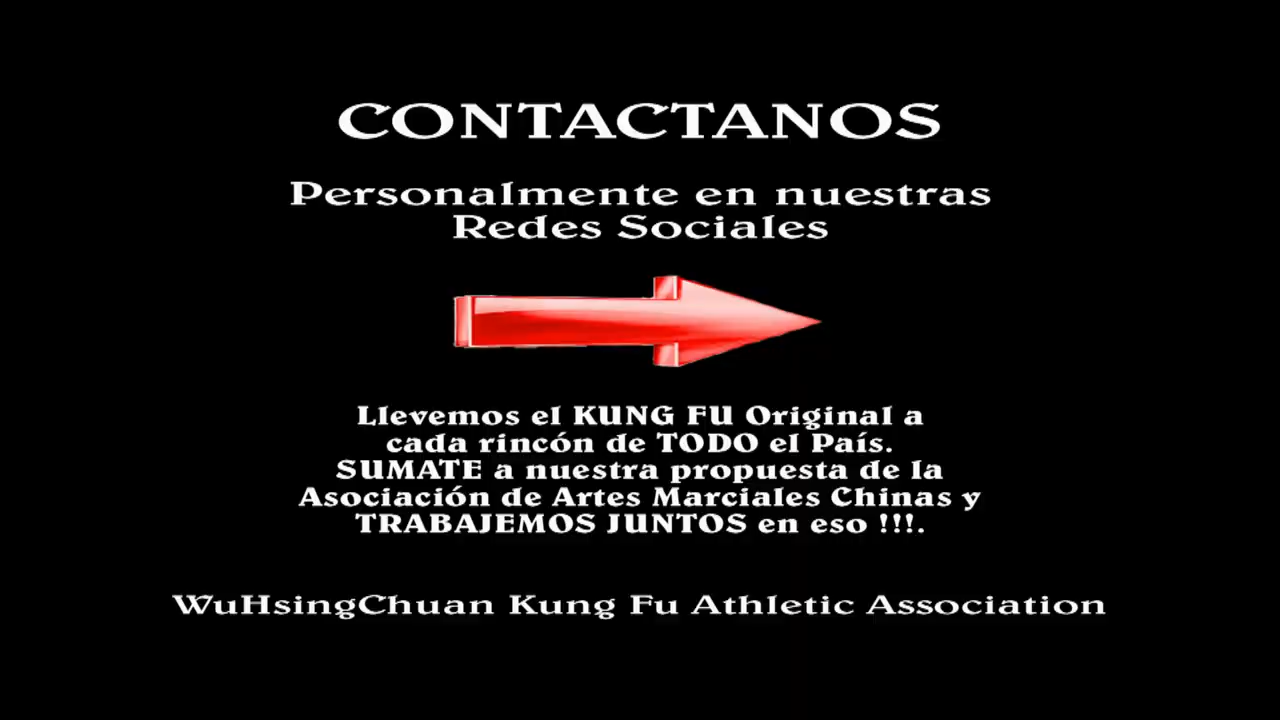 CONTACTANOS
Personalmente en nuestras
Redes Sociales
Llevemos el KUNG FU Original a
cada rincón de TODO el País.
SUMATE a nuestra propuesta de la
Asociación de Artes Marciales Chinas y
TRABAJEMOS JUNTOS en eso !!!.
WuHsingChuan Kung Fu Athletic Association